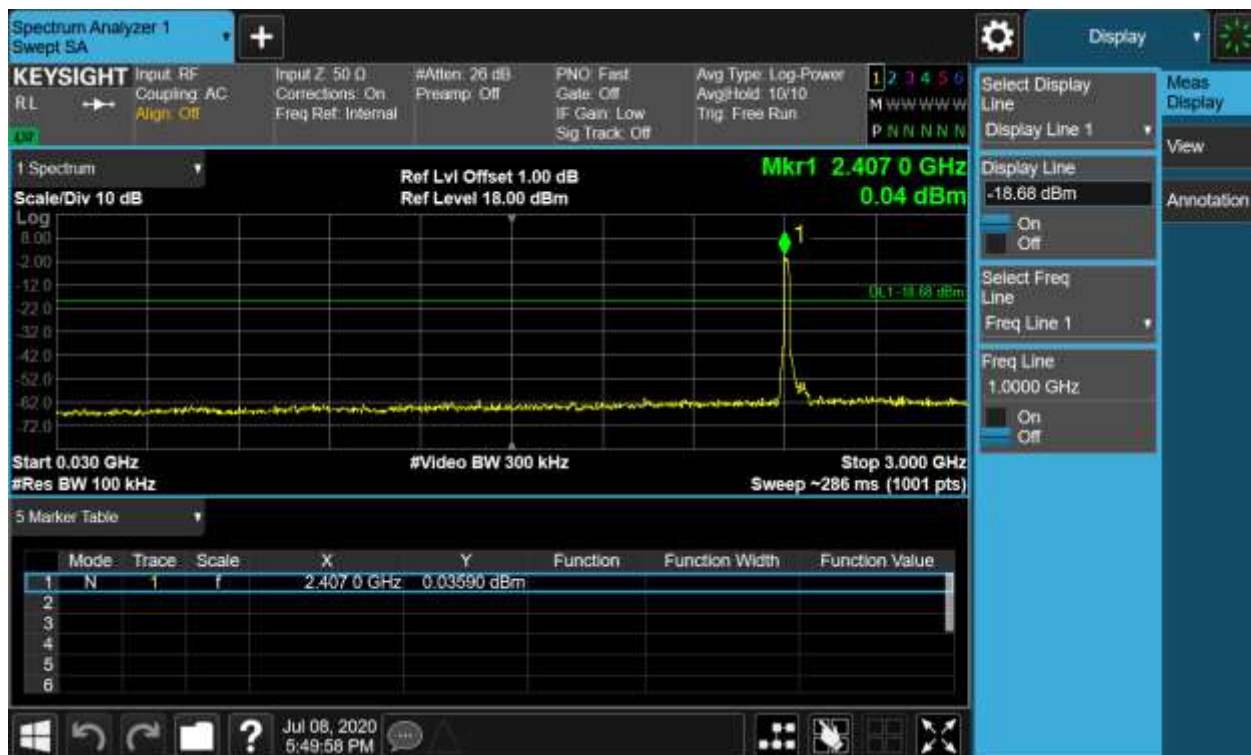 Spectrum Analyzer 1
Swept SA
Display
KEYSIGHT Input: RF Input Z: 50 Ω #Atten: 26 dB PNO: Fast Avg Type: Log-Power 1 2 3 4 5 6
RL Coupling: AC Corrections: On Preamp: Off Gate: Off Avg|Hold: 10/10 M W W W W W
Align: Off Freq Ref: Internal IF Gain: Low Trig: Free Run
Sig Track: Off P N N N N N
Select Display
Line
Display Line 1
Display Line
-18.68 dBm
On
Off
Select Freq
Line
Freq Line 1
Freq Line
1.0000 GHz
On
Off
Meas
Display
View
Annotation
1 Spectrum
Ref Lvl Offset 1.00 dB
Mkr1 2.407 0 GHz
Scale/Div 10 dB Ref Level 18.00 dBm 0.04 dBm
Log
8.00
-2.00
-12.0
-22.0
-32.0
-42.0
-52.0
-62.0
-72.0
1
DL1 -18.68 dBm
Start 0.030 GHz #Video BW 300 kHz Stop 3.000 GHz
#Res BW 100 kHz Sweep ~286 ms (1001 pts)
5 Marker Table
Mode Trace Scale X Y Function Function Width Function Value
1 N 1 f 2.407 0 GHz 0.03590 dBm
2
3
4
5
6
?
Jul 08, 2020
5:49:58 PM